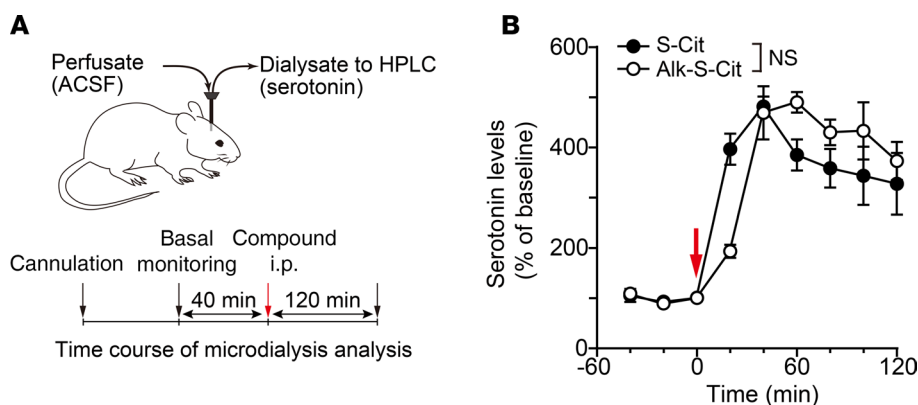 A
Perfusate
(ACSF)
Dialysate to HPLC
(serotonin)
Cannulation
Basal
monitoring
Compound
i.p.
40 min
120 min
Time course of microdialysis analysis
B
S-Cit
Alk-S-Cit
NS
Serotonin levels
(% of baseline)
600
400
200
0
-60
0
60
120
Time (min)